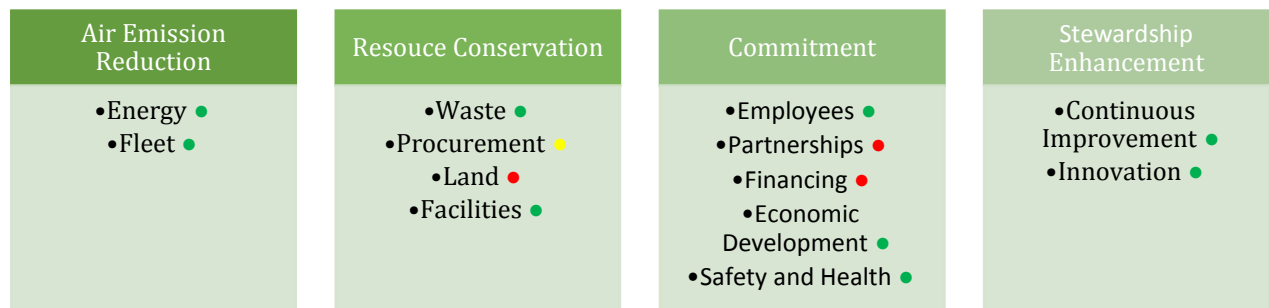 Air Emission
Reduction
•Energy ●
•Fleet ●
Resouce Conservation
•Waste ●
•Procurement ●
•Land ●
•Facilities ●
Commitment
•Employees ●
•Partnerships ●
•Financing ●
•Economic
Development ●
•Safety and Health ●
Stewardship
Enhancement
•Continuous
Improvement ●
•Innovation ●